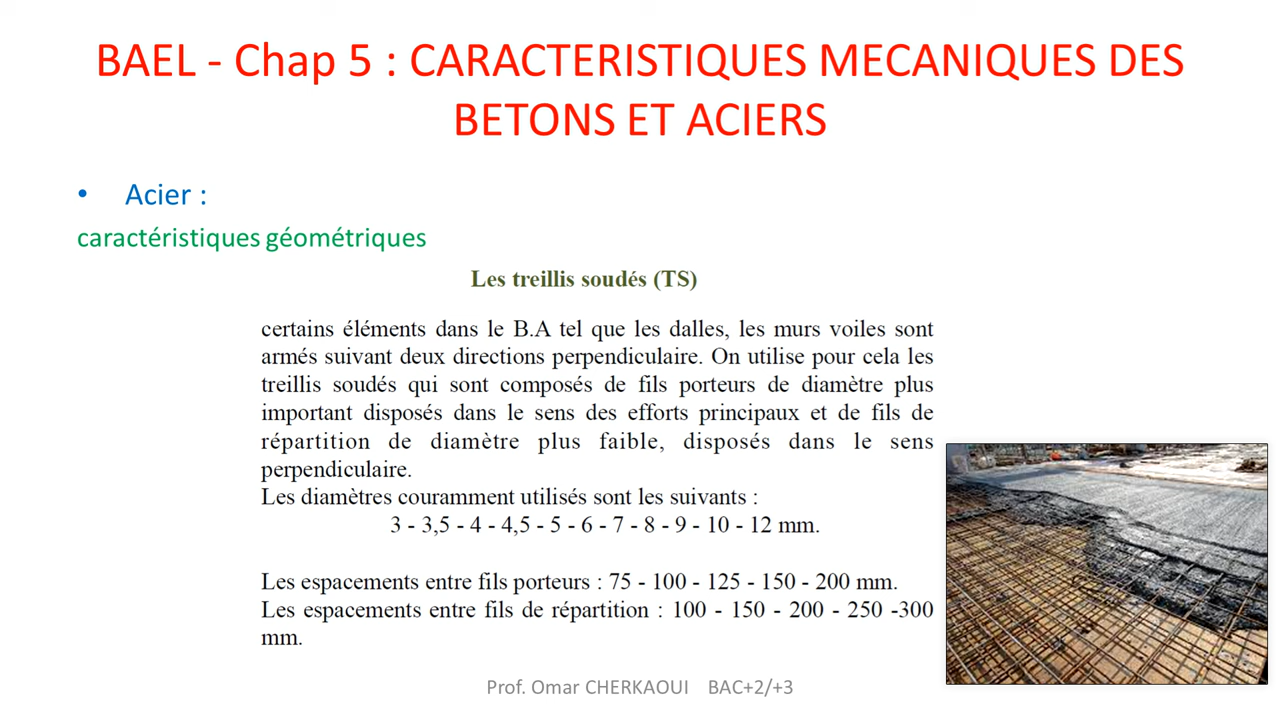 BAEL - Chap 5 : CARACTERISTIQUES MECANIQUES DES
BETONS ET ACIERS
• Acier :
caractéristiques géométriques
Les treillis soudés (TS)
certains éléments dans le B.A tel que les dalles, les murs voiles sont
armés suivant deux directions perpendiculaire. On utilise pour cela les
treillis soudés qui sont composés de fils porteurs de diamètre plus
important disposés dans le sens des efforts principaux et de fils de
répartition de diamètre plus faible, disposés dans le sens
perpendiculaire.
Les diamètres couramment utilisés sont les suivants :
3 - 3,5 - 4 - 4,5 - 5 - 6 - 7 - 8 - 9 - 10 - 12 mm.
Les espacements entre fils porteurs : 75 - 100 - 125 - 150 - 200 mm.
Les espacements entre fils de répartition : 100 - 150 - 200 - 250 -300
mm.
Prof. Omar CHERKAOUI BAC+2/+3